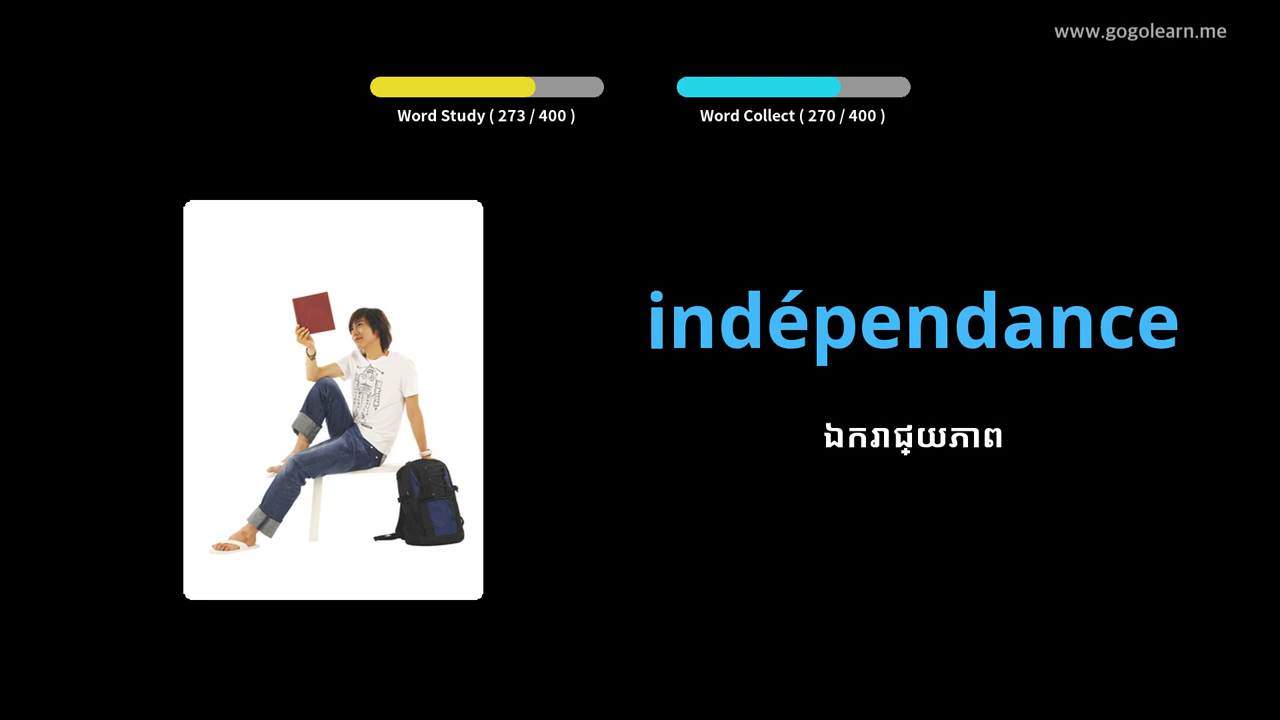 www.gogolearn.me
Word Study ( 273 / 400 )
Word Collect ( 270 / 400 )
indépendance
ឯករាជ្យភាព